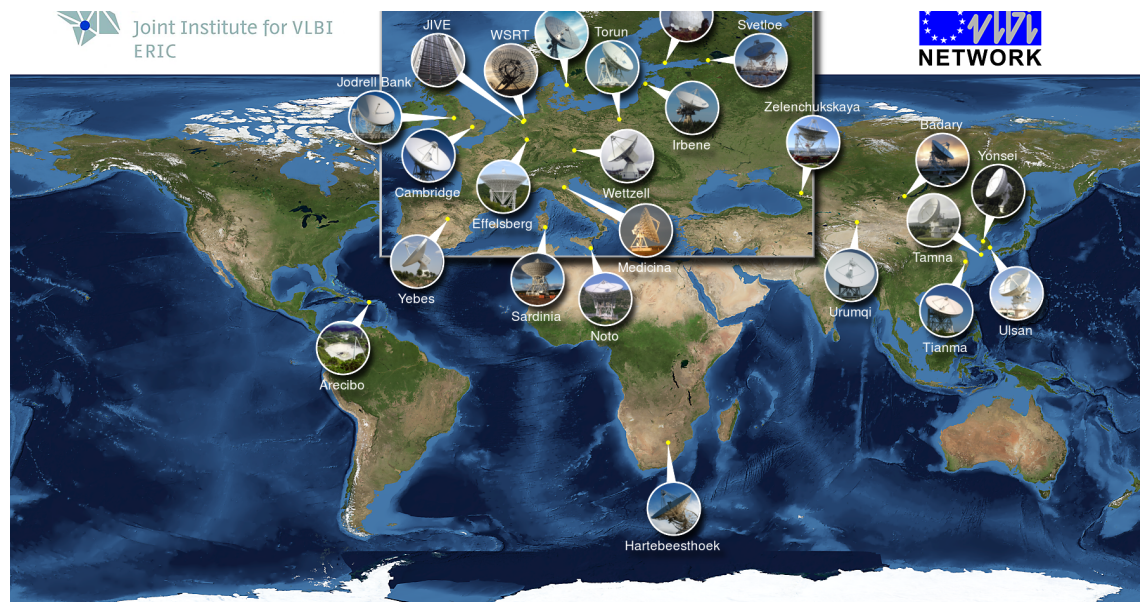 Joint Institute for VLBI
ERIC
NETWORK
JIVE
WSRT
Torun
Svetloe
Jodrell Bank
Zelenchukskaya
Badary
Yonsei
Irbene
Cambridge
Wettzell
Effelsberg
Tamna
Medicina
Yebes
Sardinia
Noto
Urumqi
Tianma
Ulsan
Arecibo
Hartebeesthoek